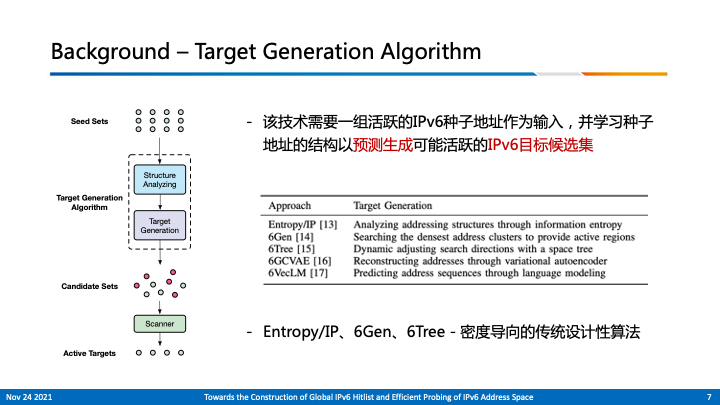 Background – Target Generation Algorithm
Seed Sets
Structure
Analyzing
Target Generation
Algorithm
Target
Generation
Candidate Sets
Scanner
Active Targets
- 该技术需要一组活跃的IPv6种子地址作为输入，并学习种子
地址的结构以预测生成可能活跃的IPv6目标候选集
Approach Target Generation
Entropy/IP [13] Analyzing addressing structures through information entropy
6Gen [14] Searching the densest address clusters to provide active regions
6Tree [15] Dynamic adjusting search directions with a space tree
6GCVAE [16] Reconstructing addresses through variational autoencoder
6VecLM [17] Predicting address sequences through language modeling
- Entropy/IP、6Gen、6Tree - 密度导向的传统设计性算法
Nov 24 2021 Towards the Construction of Global IPv6 Hitlist and Efficient Probing of IPv6 Address Space 7